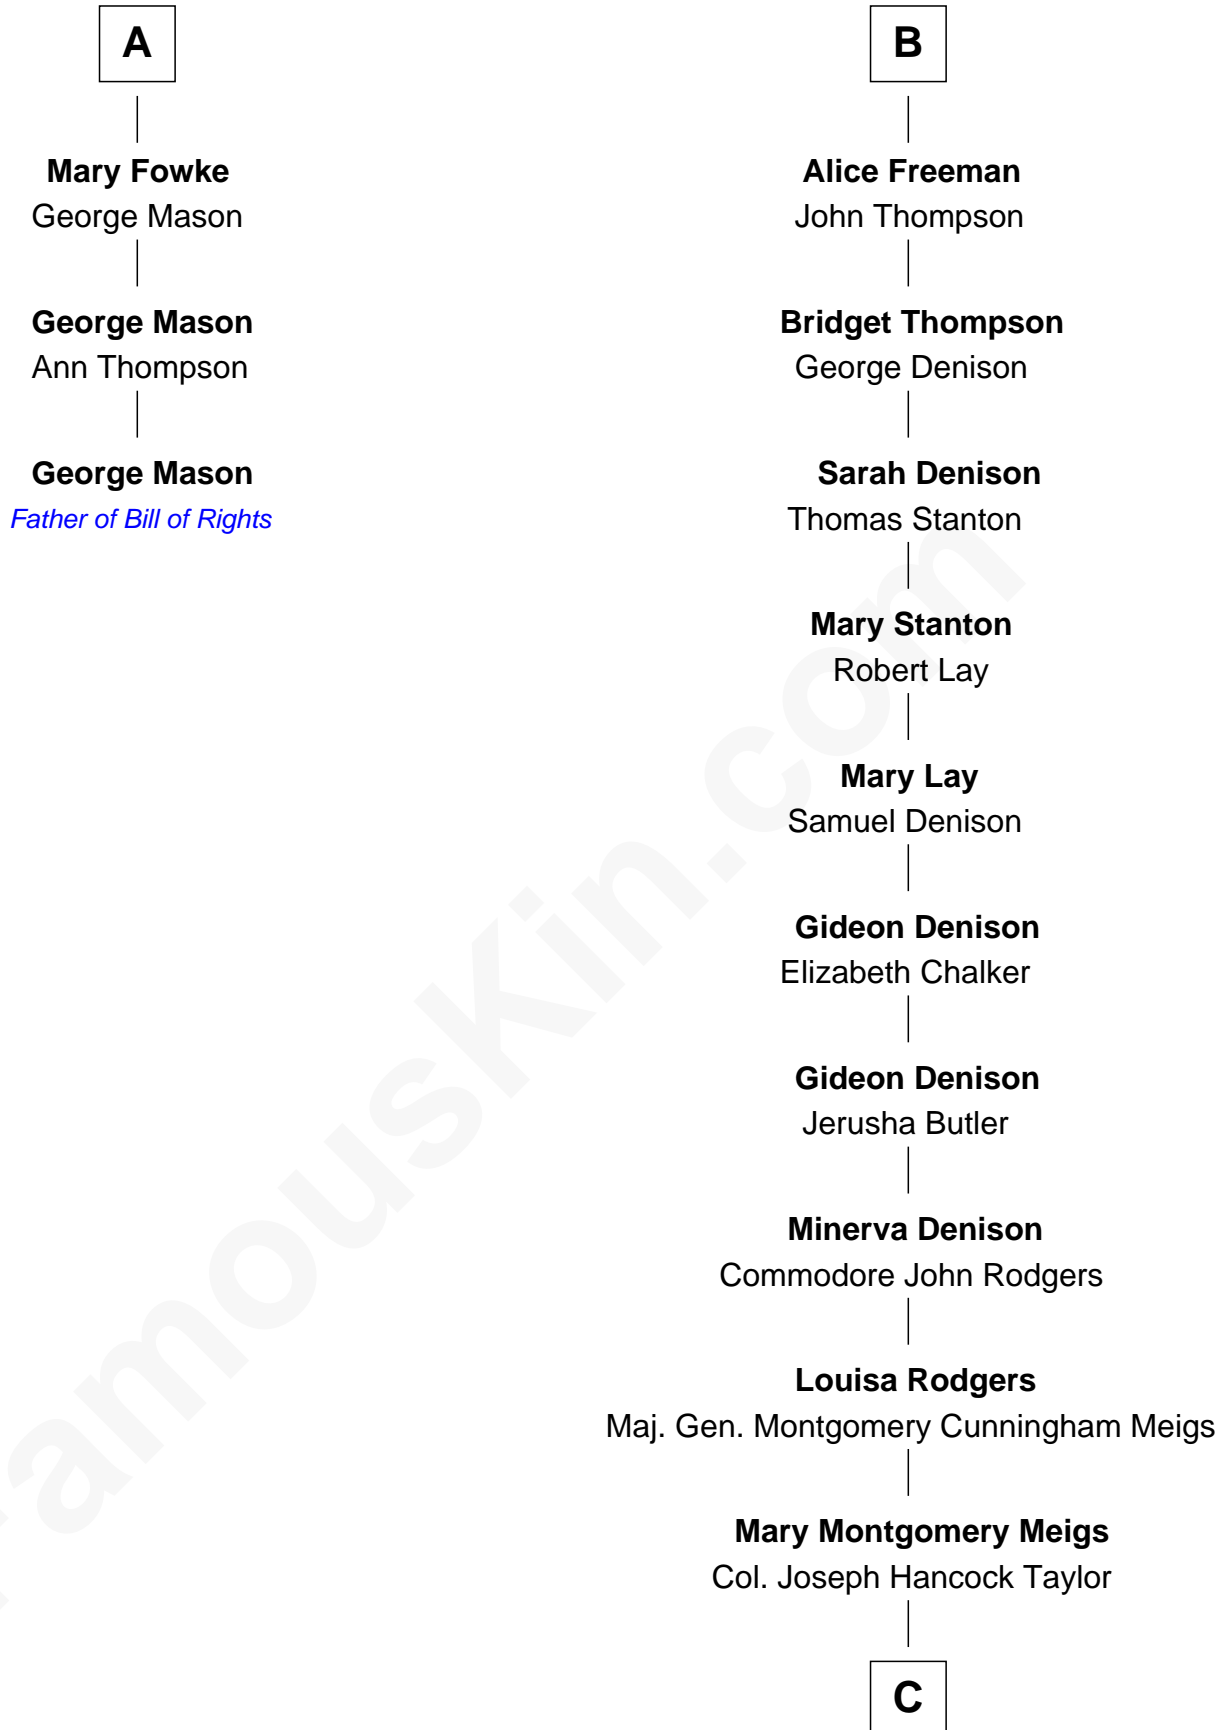 A
Mary Fowke
George Mason
George Mason
Ann Thompson
George Mason
Father of Bill of Rights
B
Alice Freeman
John Thompson
Bridget Thompson
George Denison
Sarah Denison
Thomas Stanton
Mary Stanton
Robert Lay
Mary Lay
Samuel Denison
Gideon Denison
Elizabeth Chalker
Gideon Denison
Jerusha Butler
Minerva Denison
Commodore John Rodgers
Louisa Rodgers
Maj. Gen. Montgomery Cunningham Meigs
Mary Montgomery Meigs
Col. Joseph Hancock Taylor
C
FamousKin.com